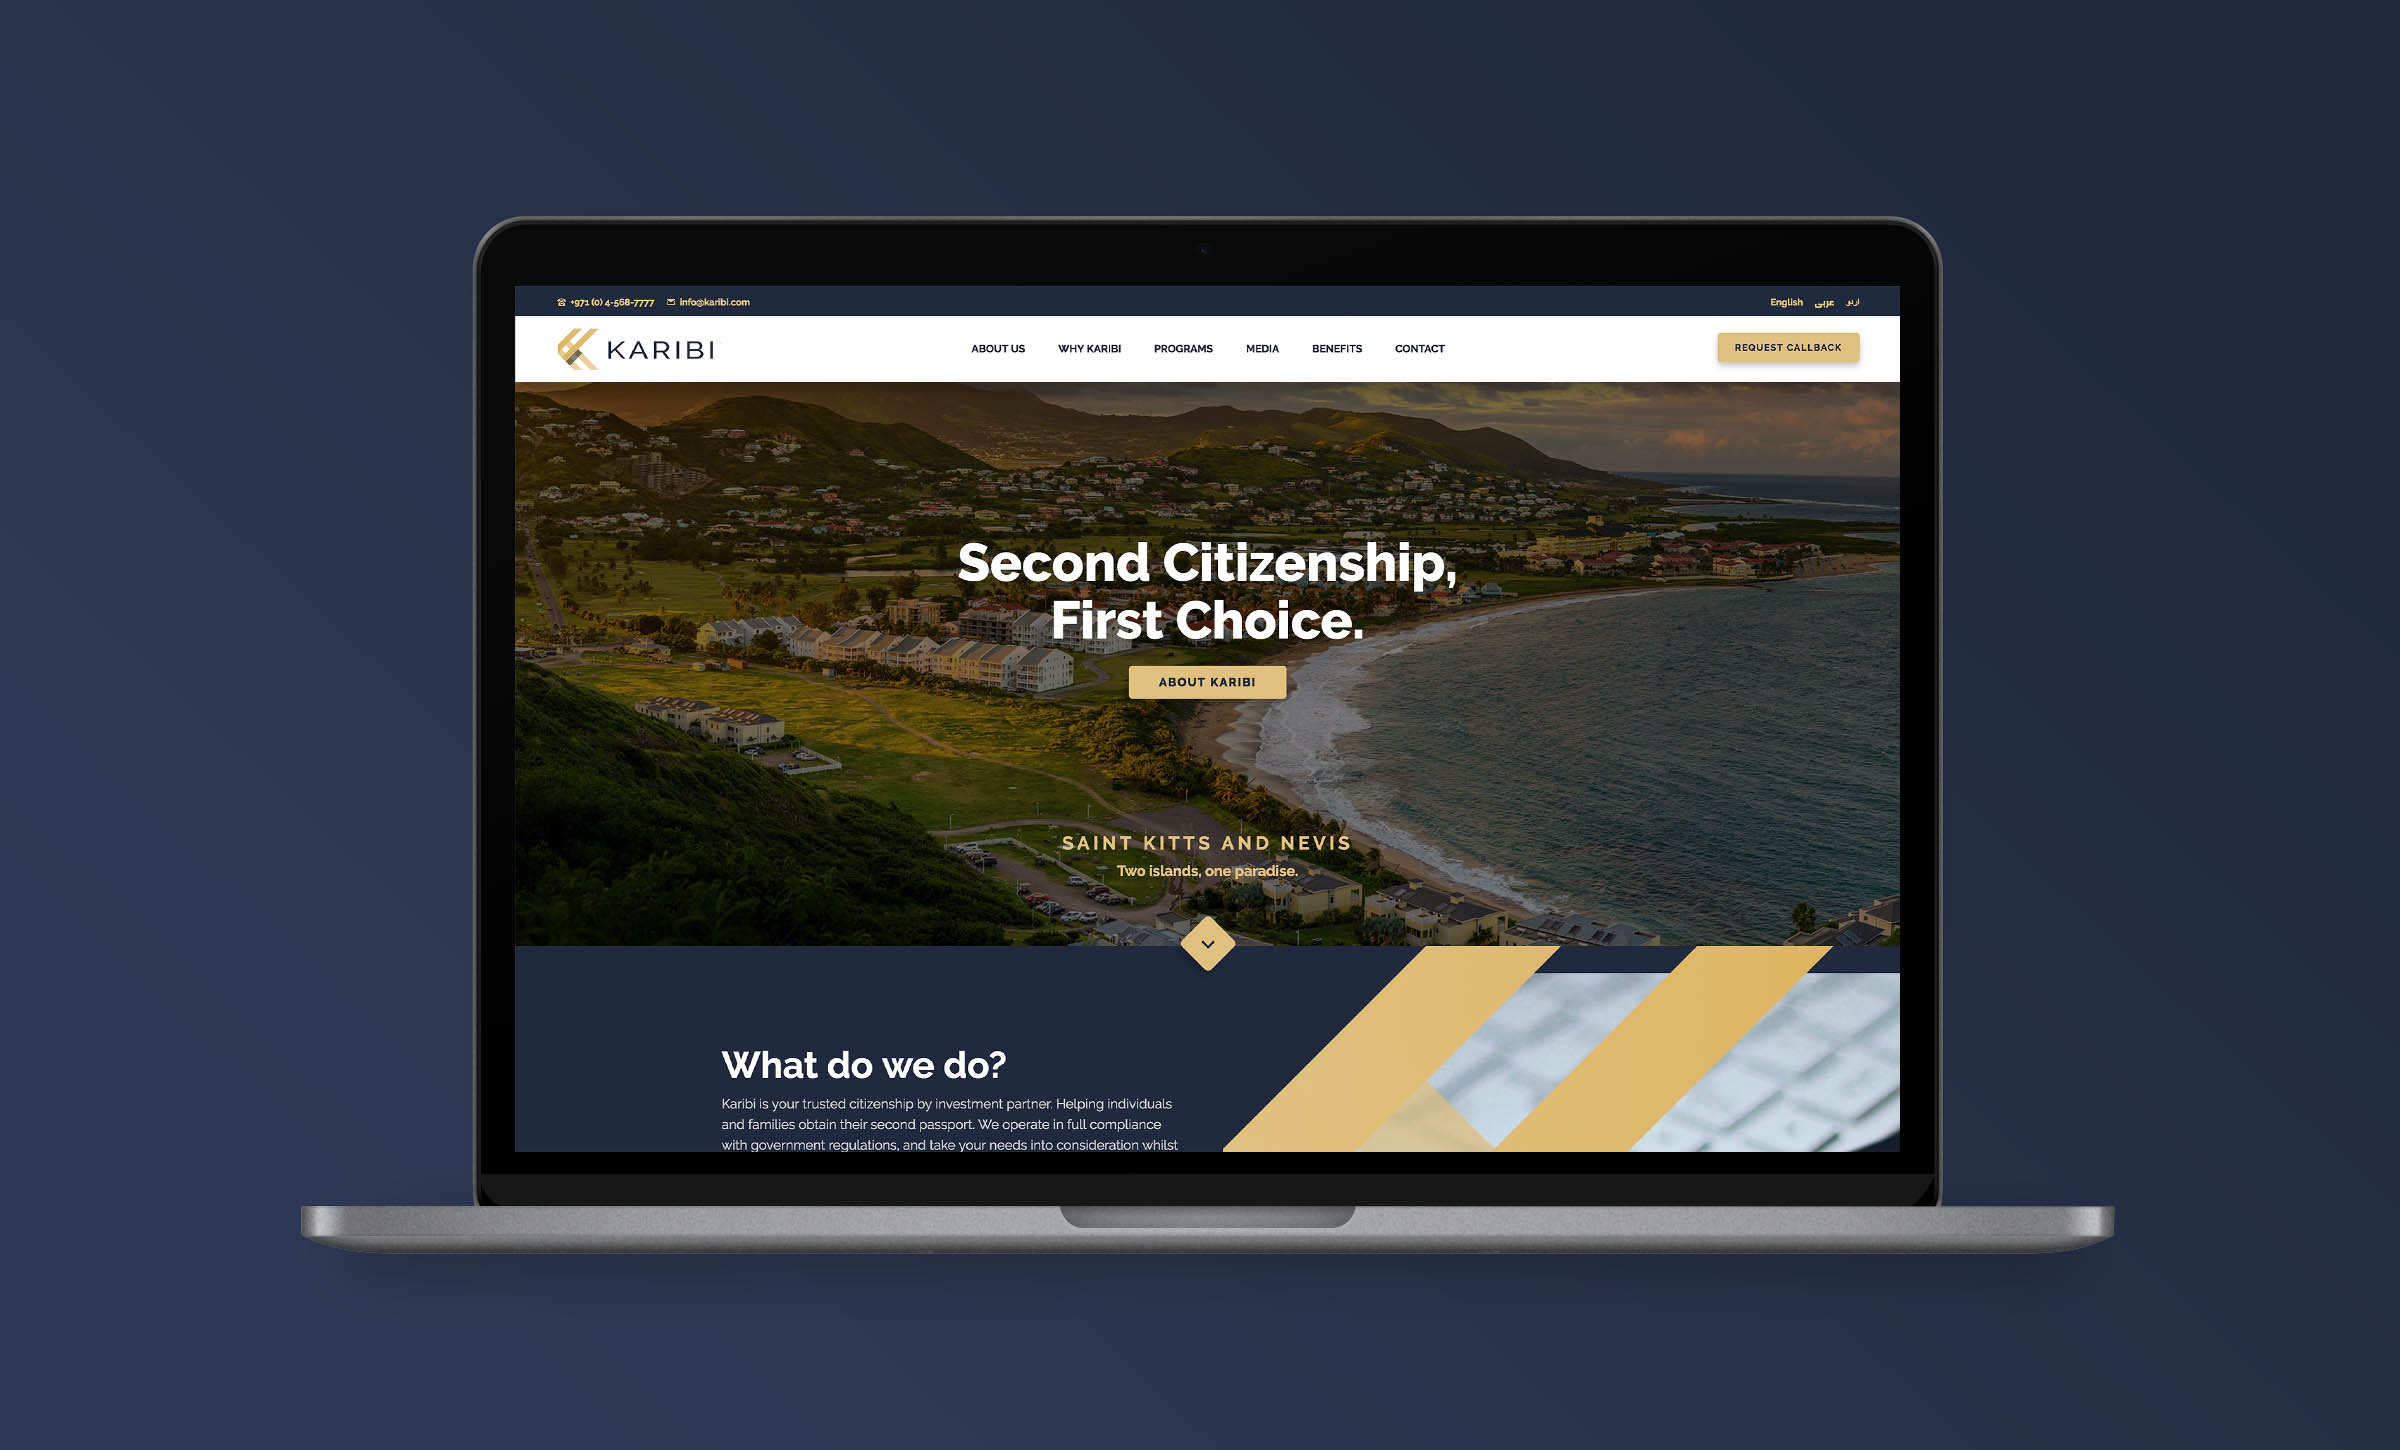 +971 (0) 4-568-7777 info@karibi.com
English عربي اردو
KARIBI
ABOUT US WHY KARIBI PROGRAMS MEDIA BENEFITS CONTACT
REQUEST CALLBACK
Second Citizenship,
First Choice.
ABOUT KARIBI
SAINT KITTS AND NEVIS
Two islands, one paradise.
What do we do?
Karibi is your trusted citizenship by investment partner. Helping individuals
and families obtain their second passport. We operate in full compliance
with government regulations, and take your needs into consideration whilst